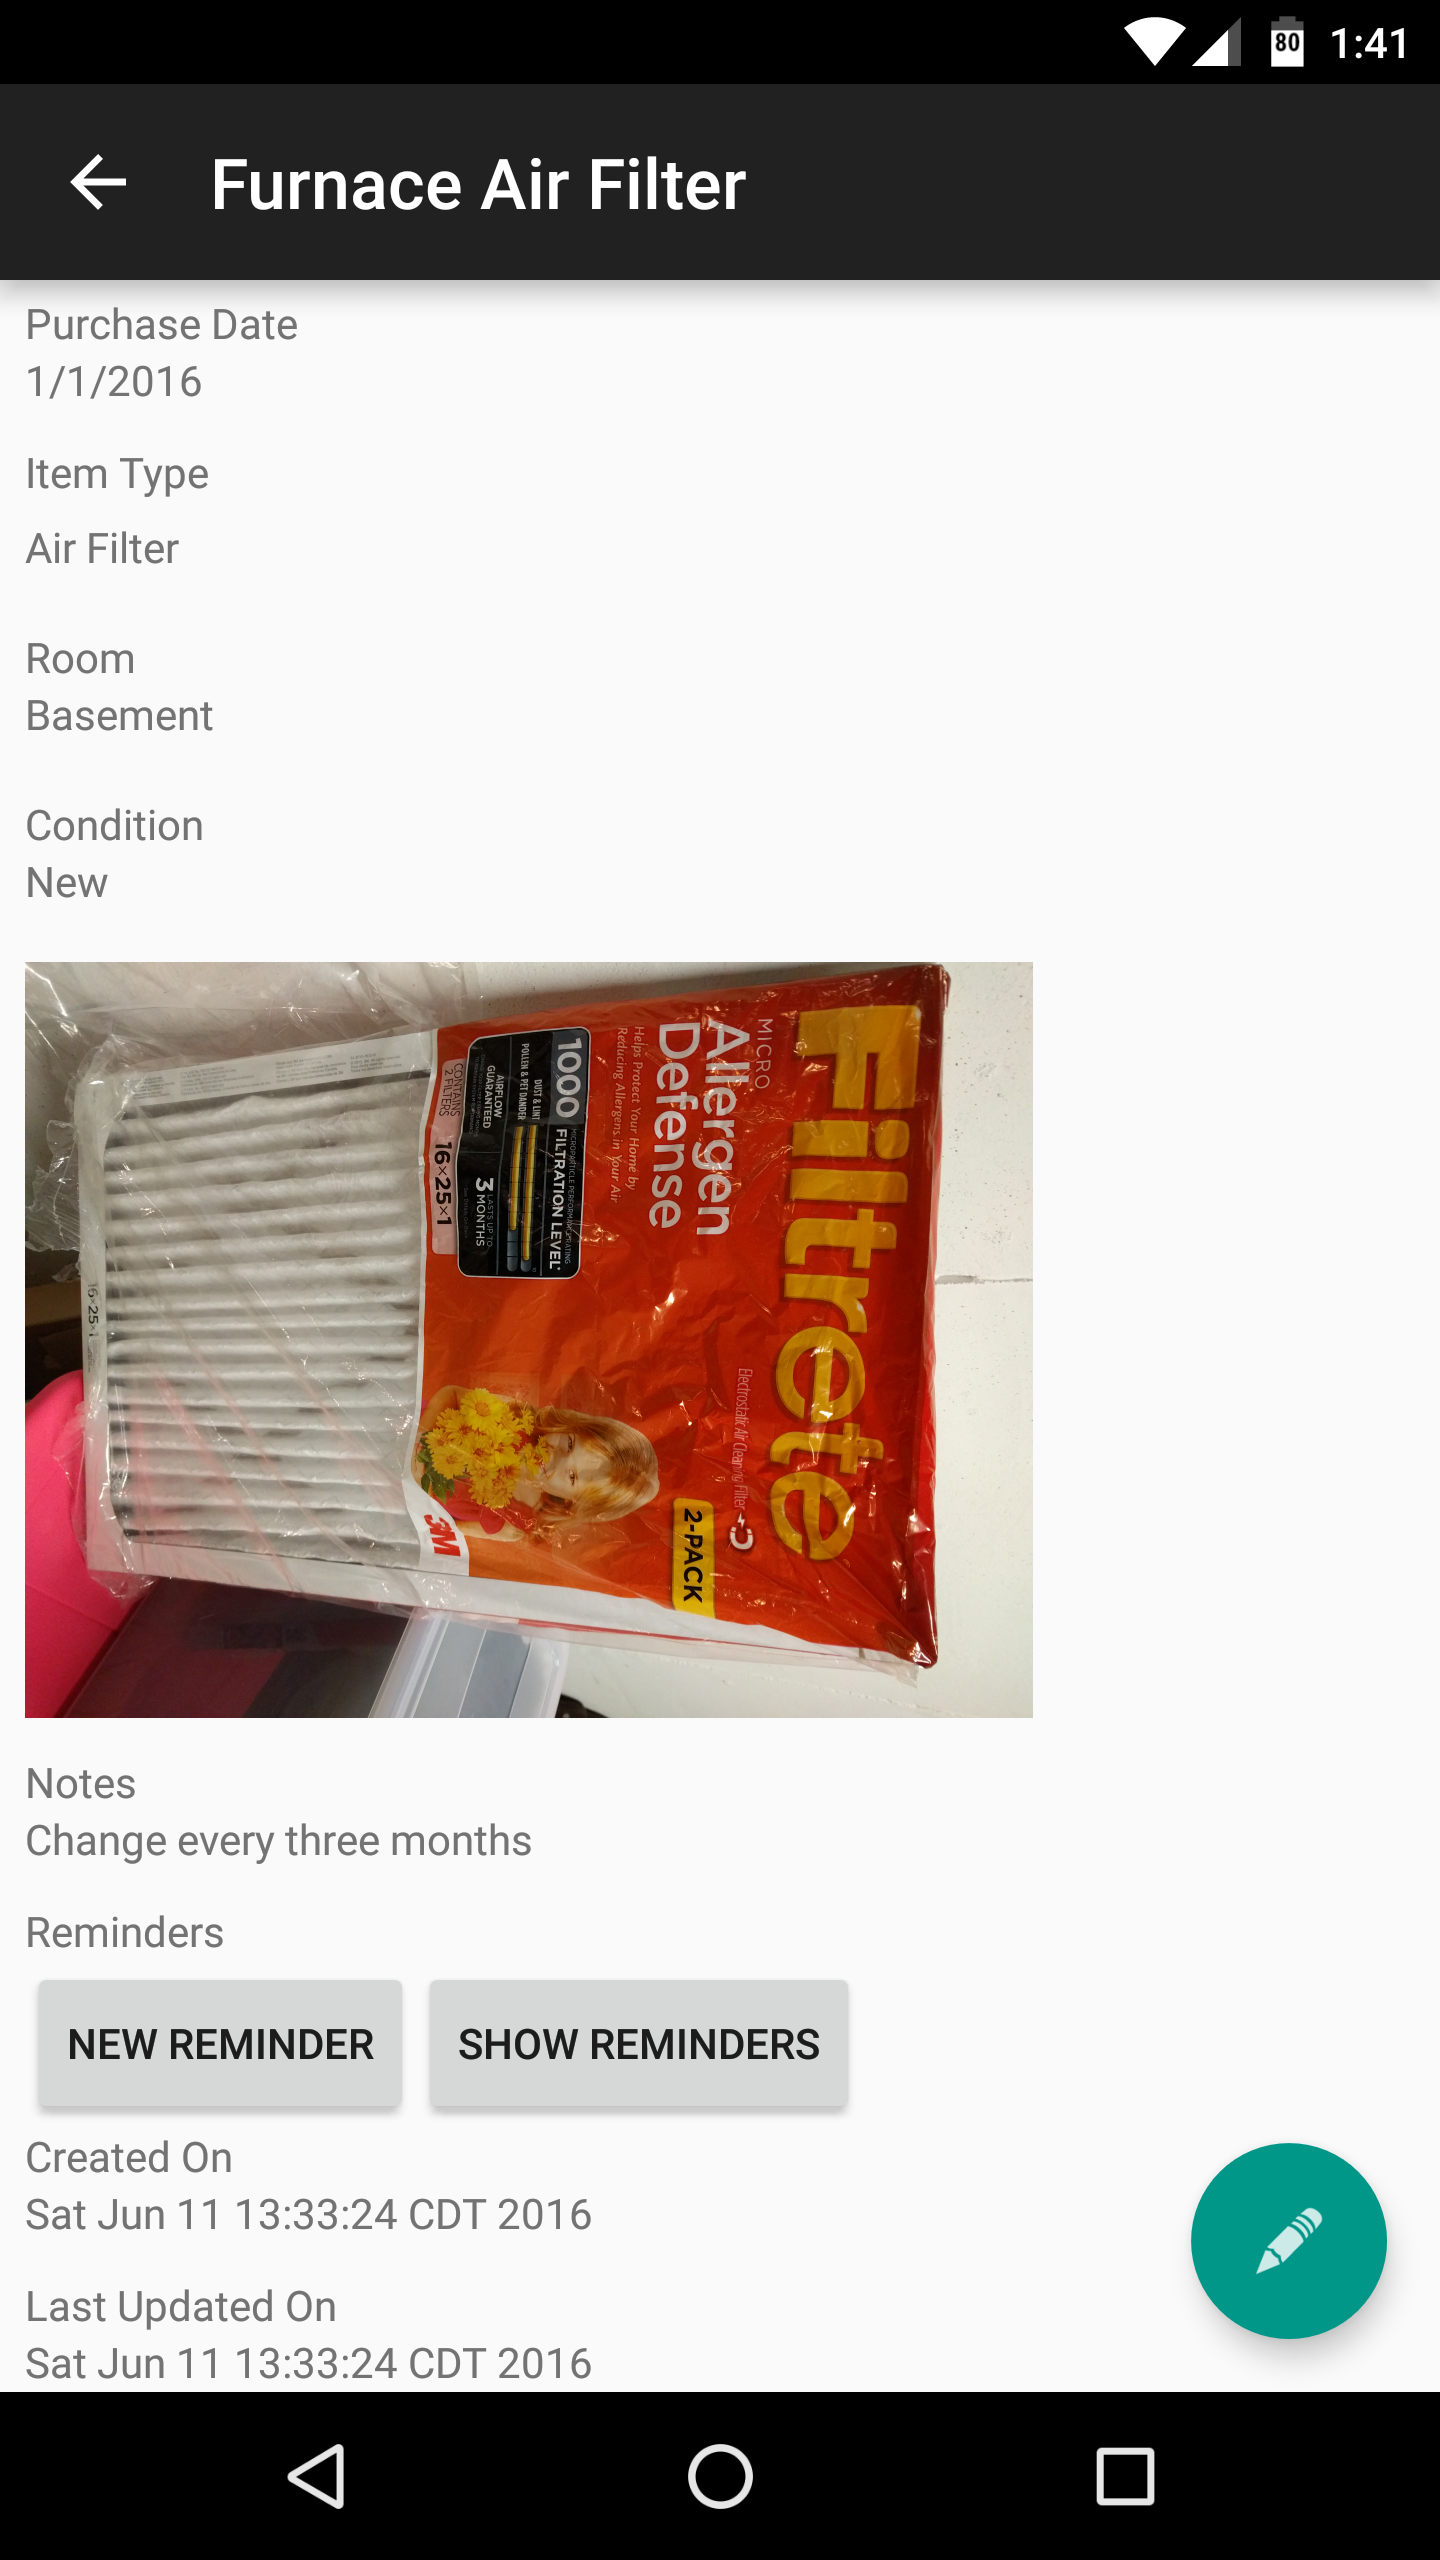 80 1:41
Furnace Air Filter
Purchase Date
1/1/2016
Item Type
Air Filter
Room
Basement
Condition
New
Filtrete
MICRO
Allergen
Defense
Helps Protect Your Home by
Reducing Allergens in Your Air
Electrostatic Air Cleaning Filter
2-PACK
1000
MICROPARTICLE PERFORMANCE RATING
FILTRATION LEVEL
DUST & LINT
POLLEN & PET DANDER
AIRFLOW
GUARANTEED
LASTS UP TO
3 MONTHS
CONTAINS
2 FILTERS
16×25×1
3M
16×25×1
Notes
Change every three months
Reminders
NEW REMINDER SHOW REMINDERS
Created On
Sat Jun 11 13:33:24 CDT 2016
Last Updated On
Sat Jun 11 13:33:24 CDT 2016